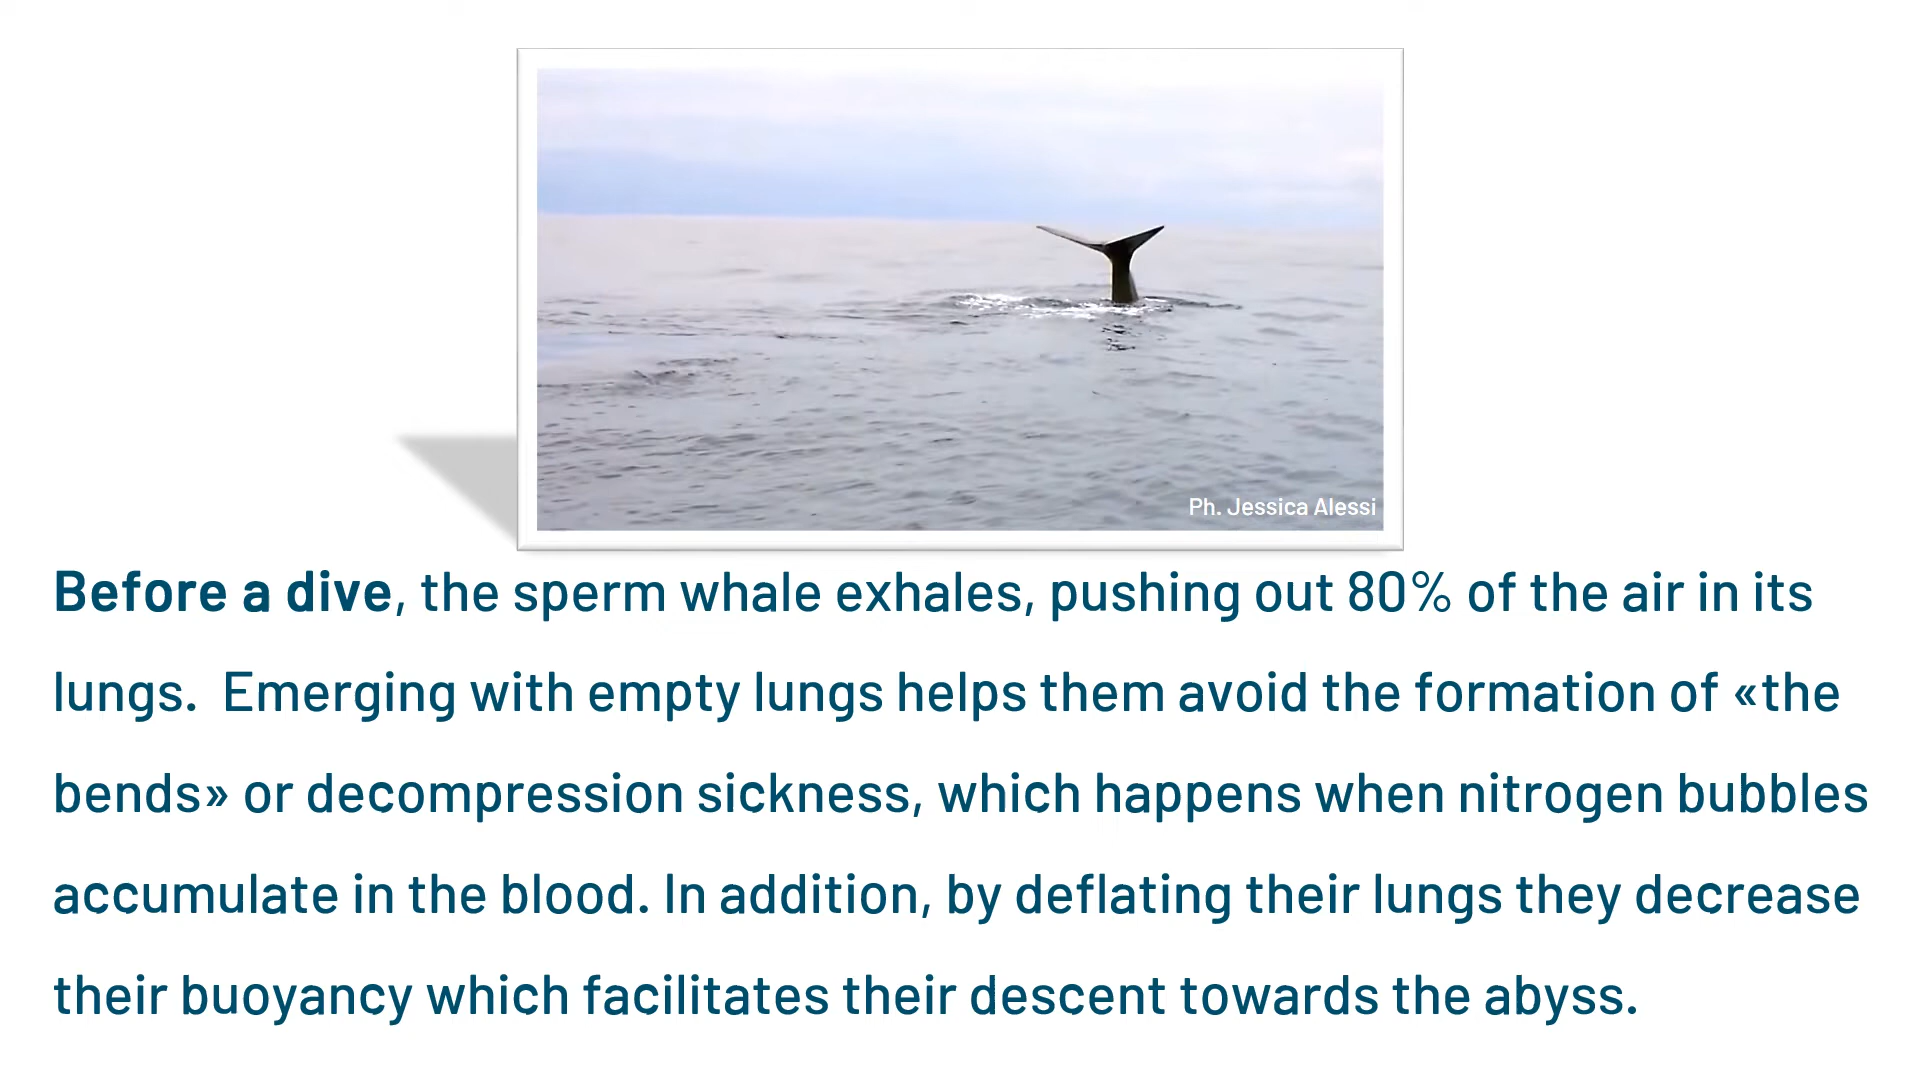 Ph. Jessica Alessi
Before a dive, the sperm whale exhales, pushing out 80% of the air in its
lungs.  Emerging with empty lungs helps them avoid the formation of «the
bends» or decompression sickness, which happens when nitrogen bubbles
accumulate in the blood. In addition, by deflating their lungs they decrease
their buoyancy which facilitates their descent towards the abyss.